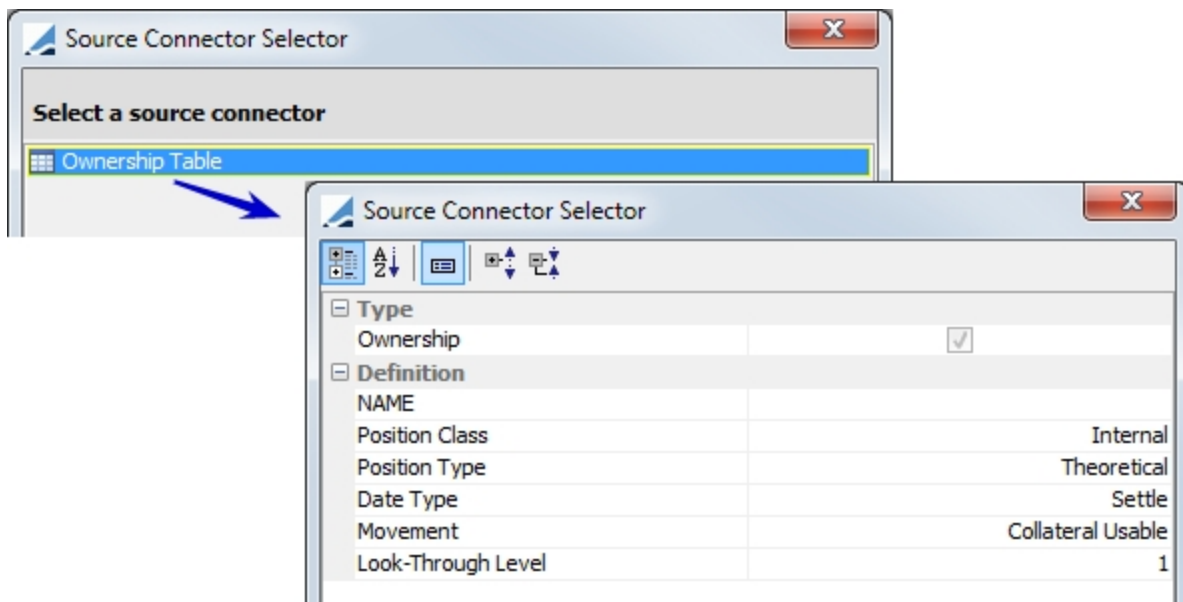 Source Connector Selector
Select a source connector
Ownership Table
Source Connector Selector
Type
Ownership
Definition
NAME
Position Class Internal
Position Type Theoretical
Date Type Settle
Movement Collateral Usable
Look-Through Level 1